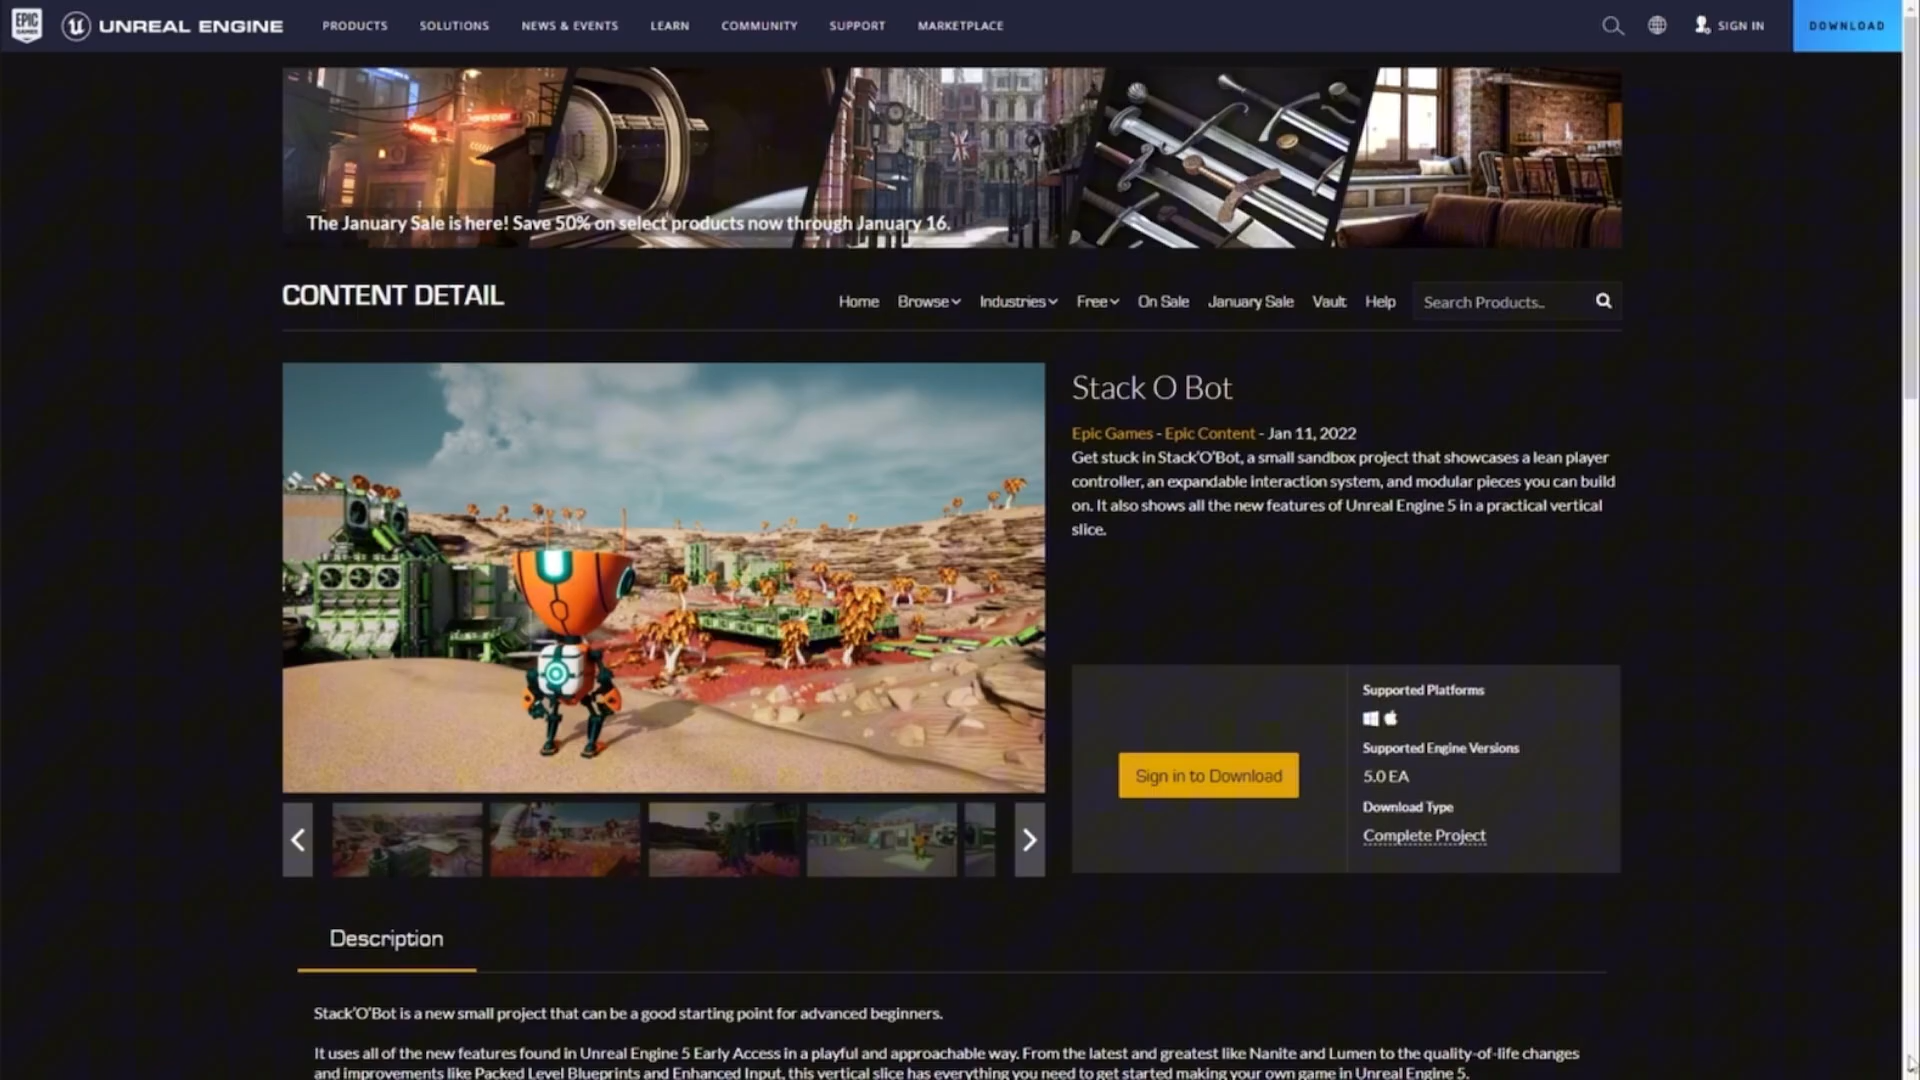 EPIC GAMES
UNREAL ENGINE PRODUCTS SOLUTIONS NEWS & EVENTS LEARN COMMUNITY SUPPORT MARKETPLACE SIGN IN DOWNLOAD
The January Sale is here! Save 50% on select products now through January 16.
CONTENT DETAIL
Home Browse Industries Free On Sale January Sale Vault Help Search Products..
Stack O Bot
Epic Games - Epic Content - Jan 11, 2022
Get stuck in Stack'O'Bot, a small sandbox project that showcases a lean player
controller, an expandable interaction system, and modular pieces you can build
on. It also shows all the new features of Unreal Engine 5 in a practical vertical
slice.
Sign in to Download
Supported Platforms
Supported Engine Versions
5.0 EA
Download Type
Complete Project
Description
Stack'O'Bot is a new small project that can be a good starting point for advanced beginners.
It uses all of the new features found in Unreal Engine 5 Early Access in a playful and approachable way. From the latest and greatest like Nanite and Lumen to the quality-of-life changes
and improvements like Packed Level Blueprints and Enhanced Input, this vertical slice has everything you need to get started making your own game in Unreal Engine 5.